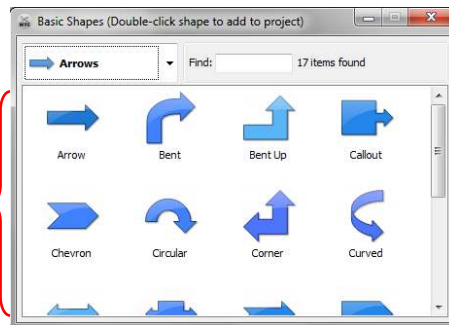 Basic Shapes (Double-click shape to add to project)
Arrows Find: 17 items found
Arrow Bent Bent Up Callout
Chevron Circular Corner Curved